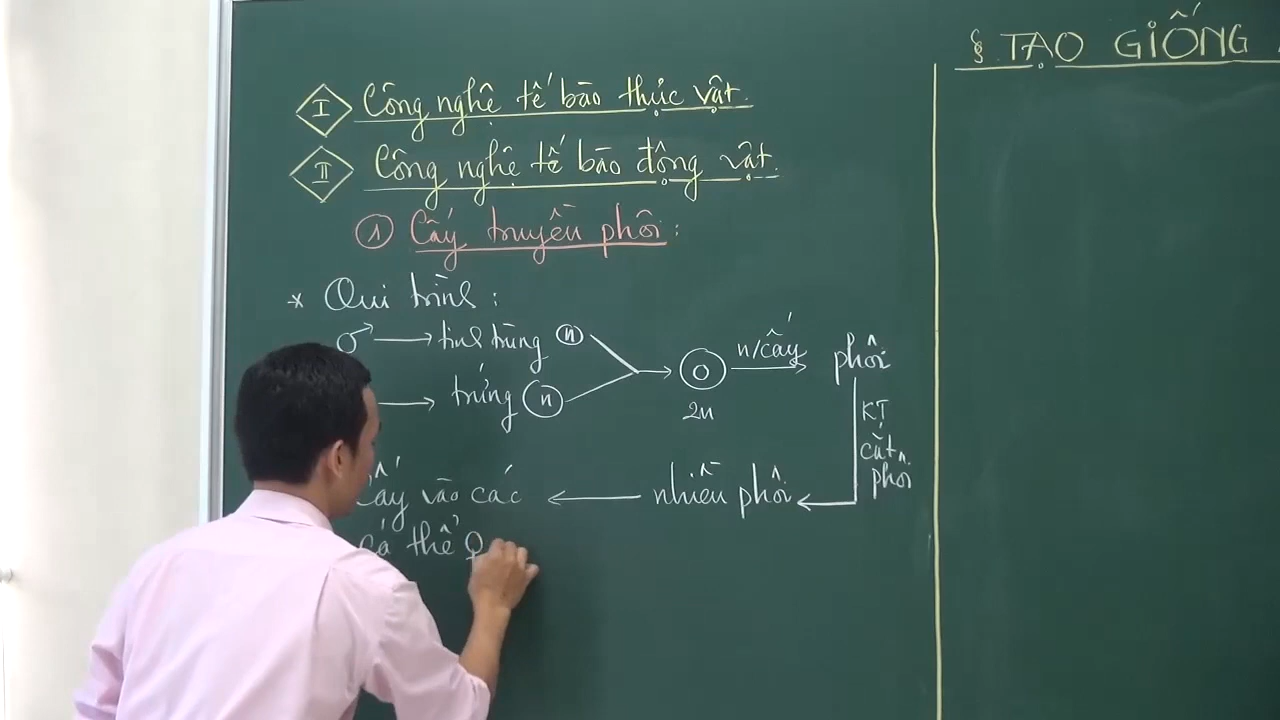 § TẠO GIỐNG
I Công nghệ tế bào thực vật.
II Công nghệ tế bào động vật.
1 Cấy truyền phôi:
* Qui trình:
♂ → tinh trùng n
→ trứng n
→ 2n
n/cấy → phôi
KT
cắt
phôi
nhiều phôi
Cấy vào các
cá thể ♀